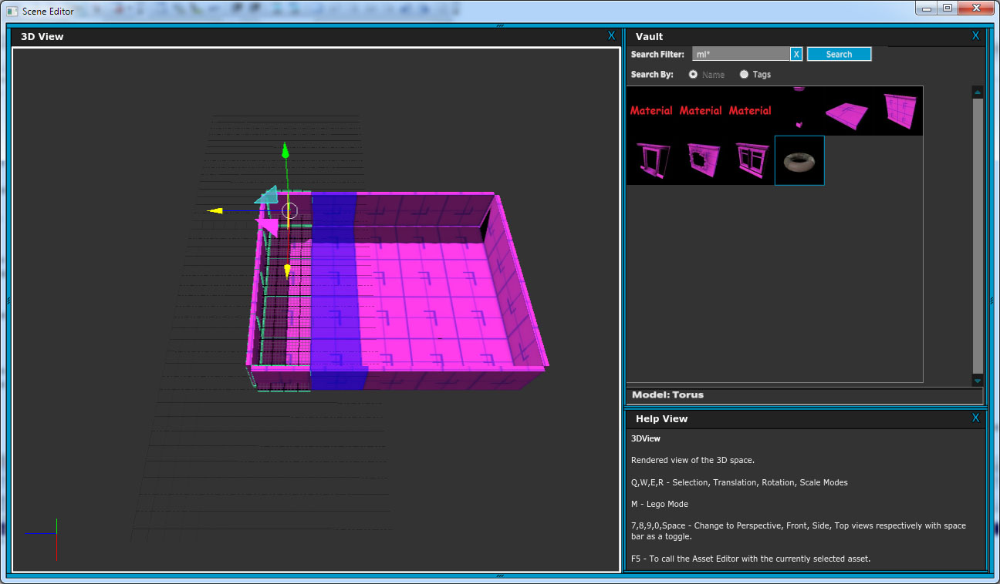 Scene Editor
3D View
X
Vault
X
Search Filter:
ml*
X
Search
Search By:
Name
Tags
Material
Material
Material
Model: Torus
Help View
X
3DView
Rendered view of the 3D space.
Q,W,E,R - Selection, Translation, Rotation, Scale Modes
M - Lego Mode
7,8,9,0,Space - Change to Perspective, Front, Side, Top views respectively with space
bar as a toggle.
F5 - To call the Asset Editor with the currently selected asset.